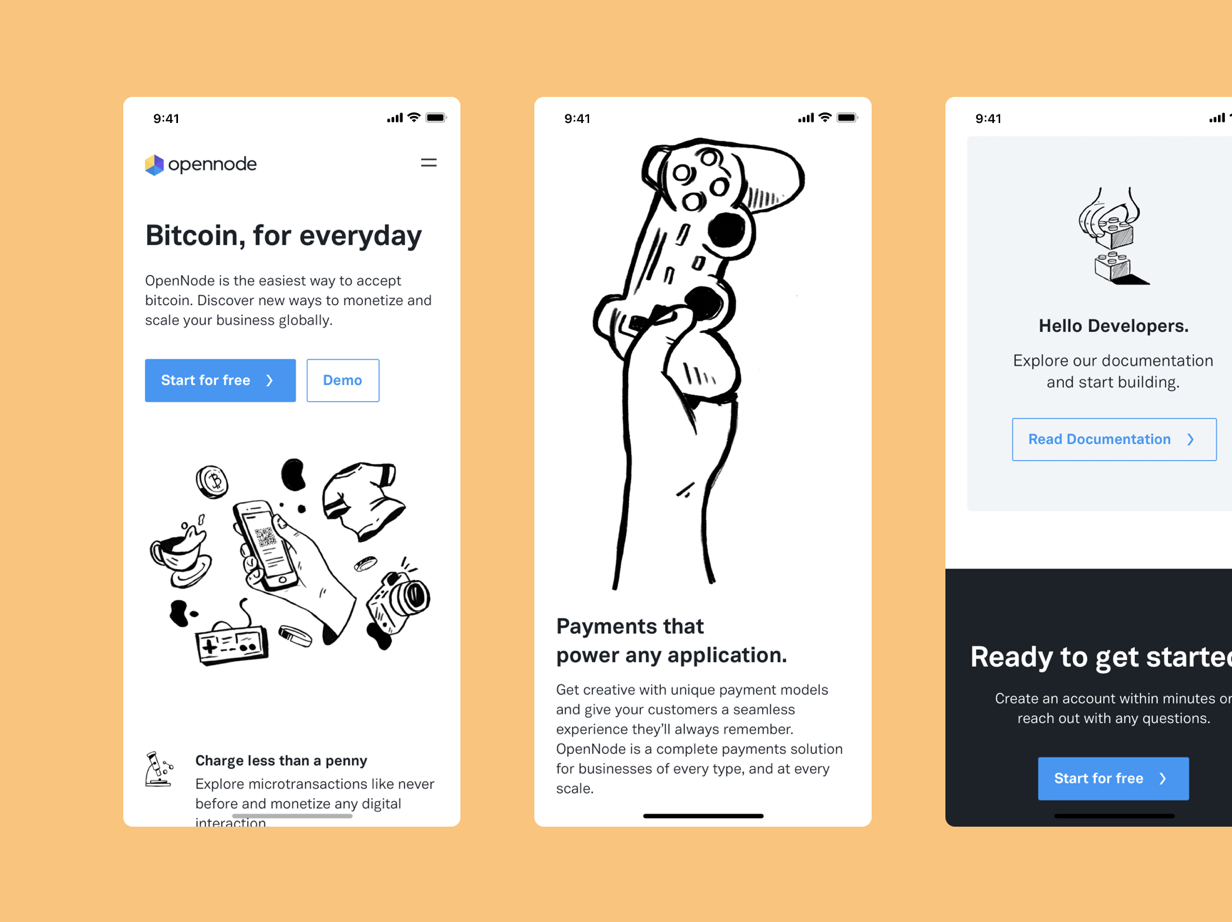 9:41
opennode
Bitcoin, for everyday
OpenNode is the easiest way to accept
bitcoin. Discover new ways to monetize and
scale your business globally.
Start for free
Demo
Charge less than a penny
Explore microtransactions like never
before and monetize any digital
interaction
9:41
Payments that
power any application.
Get creative with unique payment models
and give your customers a seamless
experience they’ll always remember.
OpenNode is a complete payments solution
for businesses of every type, and at every
scale.
9:41
Hello Developers.
Explore our documentation
and start building.
Read Documentation
Ready to get starte
Create an account within minutes or
reach out with any questions.
Start for free